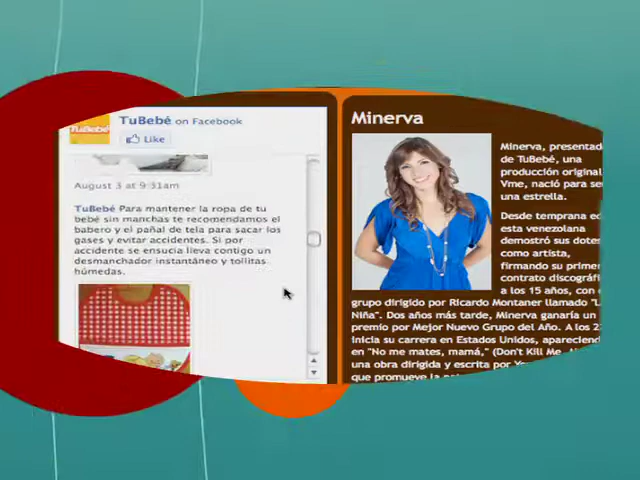 TuBebé
TuBebé on Facebook
Like
August 3 at 9:31am
TuBebé Para mantener la ropa de tu
bebé sin manchas te recomendamos el
babero y el pañal de tela para sacar los
gases y evitar accidentes. Si por
accidente se ensucia lleva contigo un
desmanchador instantáneo y tollitas
húmedas.
Minerva
Minerva, presentad
de TuBebé, una
producción original
Vme, nació para se
una estrella.
Desde temprana ed
esta venezolana
demostró sus dotes
como artista,
firmando su primer
contrato discográfi
a los 15 años, con
grupo dirigido por Ricardo Montaner llamado "L
Niña". Dos años más tarde, Minerva ganaría un
premio por Mejor Nuevo Grupo del Año. A los 2
inicia su carrera en Estados Unidos, aparecien
en "No me mates, mamá," (Don't Kill Me,
una obra dirigida y escrita por
que promueve la